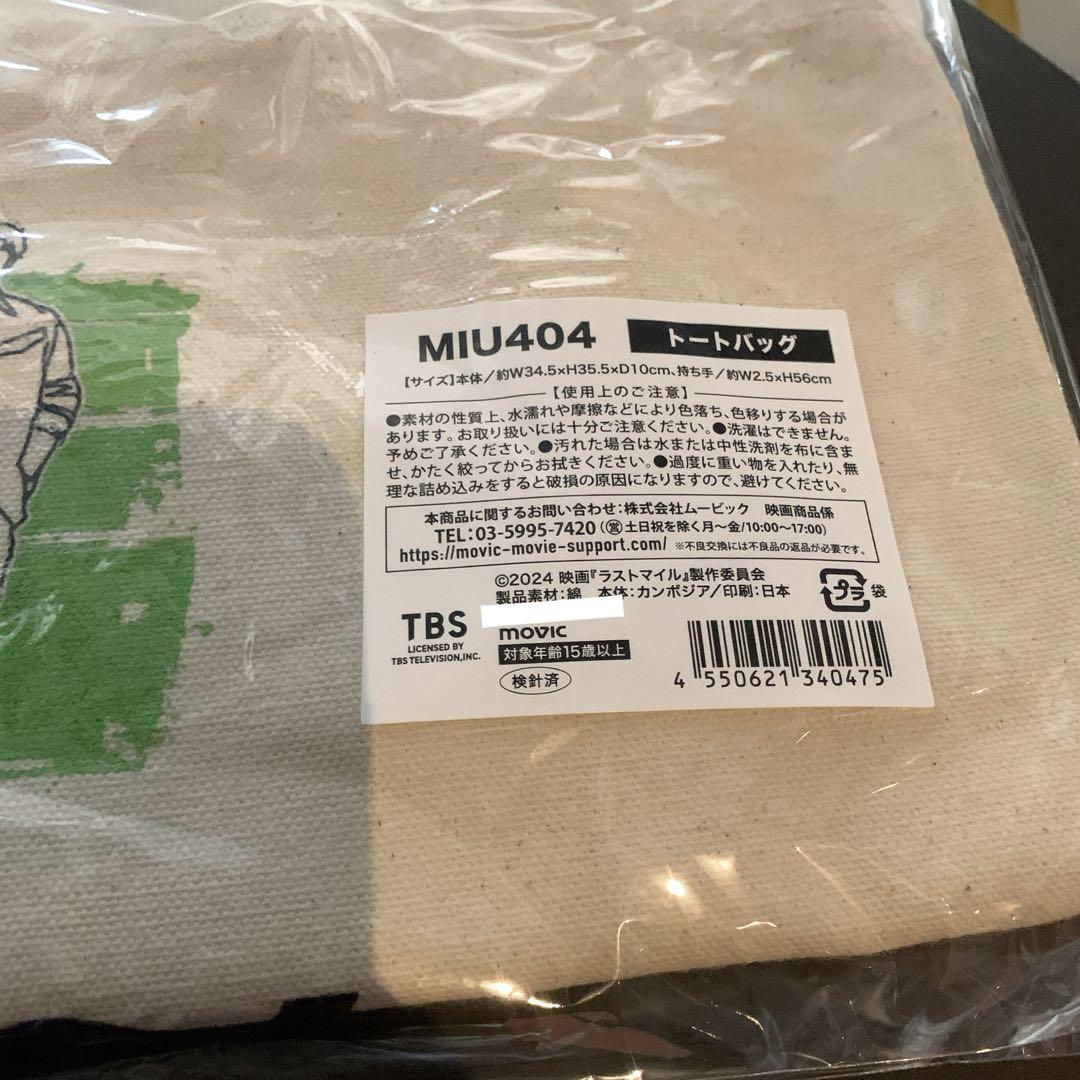 MIU404 トートバッグ
【サイズ】本体/約W34.5×H35.5×D10cm、持ち手/約W2.5×H56cm
【使用上のご注意】
●素材の性質上、水濡れや摩擦などにより色落ち、色移りする場合が
あります。お取り扱いには十分ご注意ください。●洗濯はできません。
予めご了承ください。●汚れた場合は水または中性洗剤を布に含ま
せ、かたく絞ってからお拭きください。●過度に重い物を入れたり、無
理な詰め込みをすると破損の原因になりますので、避けてください。
本商品に関するお問い合わせ:株式会社ムービック 映画商品係
TEL:03-5995-7420(㊢土日祝を除く月~金/10:00~17:00)
https://movic-movie-support.com/ ※不良交換には不良品の返品が必要です。
©2024 映画『ラストマイル』製作委員会
製品素材:綿 本体:カンボジア/印刷:日本
プラ 袋
TBS
LICENSED BY
TBS TELEVISION,INC.
movic
対象年齢15歳以上
検針済
4 550621 340475